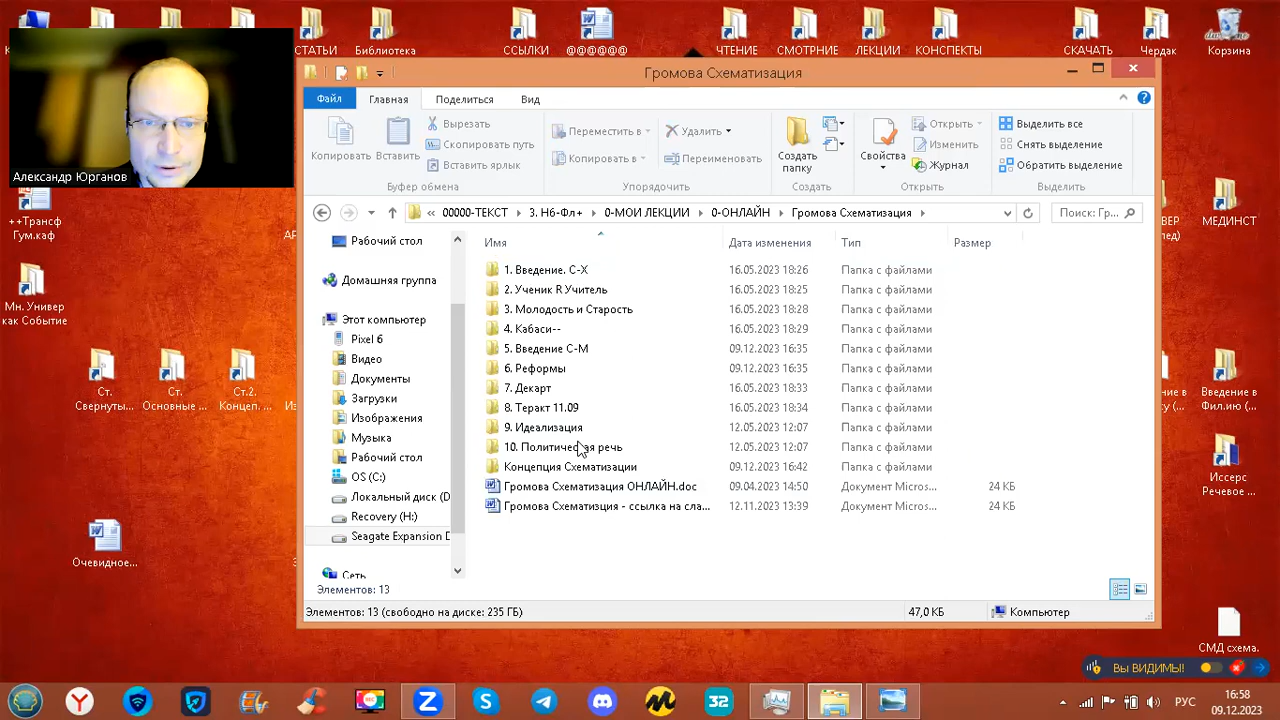 СТАТЬИ
Библиотека
ССЫЛКИ
@@@@@@
ЧТЕНИЕ
СМОТРНИЕ
ЛЕКЦИИ
КОНСПЕКТЫ
СКАЧАТЬ
Чердак
Корзина
Александр Юрганов
Громова Схематизация
Файл
Главная
Поделиться
Вид
Копировать
Вставить
Вырезать
Скопировать путь
Вставить ярлык
Буфер обмена
Переместить в
Копировать в
Удалить
Переименовать
Упорядочить
Создать папку
Создать
Свойства
Открыть
Изменить
Журнал
Открыть
Выделить все
Снять выделение
Обратить выделение
Выделить
« 00000-ТЕКСТ 3. Н6-Фл+ 0-МОИ ЛЕКЦИИ 0-ОНЛАЙН Громова Схематизация
Поиск: Гр...
Имя Дата изменения Тип Размер
1. Введение. С-Х 16.05.2023 18:26 Папка с файлами
2. Ученик R Учитель 16.05.2023 18:25 Папка с файлами
3. Молодость и Старость 16.05.2023 18:28 Папка с файлами
4. Кабаси-- 16.05.2023 18:29 Папка с файлами
5. Введение С-М 09.12.2023 16:35 Папка с файлами
6. Реформы 09.12.2023 16:35 Папка с файлами
7. Декарт 16.05.2023 18:33 Папка с файлами
8. Теракт 11.09 16.05.2023 18:34 Папка с файлами
9. Идеализация 12.05.2023 12:07 Папка с файлами
10. Политическая речь 12.05.2023 12:07 Папка с файлами
Концепция Схематизации 09.12.2023 16:42 Папка с файлами
Громова Схематизация ОНЛАЙН.doc 09.04.2023 14:50 Документ Micros... 24 КБ
Громова Схематизция - ссылка на сла... 12.11.2023 13:39 Документ Micros... 24 КБ
Рабочий стол
Домашняя группа
Этот компьютер
Pixel 6
Видео
Документы
Загрузки
Изображения
Музыка
Рабочий стол
OS (C:)
Локальный диск (D
Recovery (H:)
Seagate Expansion D
Сеть
Элементов: 13
Элементов: 13 (свободно на диске: 235 ГБ)
47,0 КБ
Компьютер
++Трансф
Гум.каф
Мн. Универ
как Событие
Ст.
Свернуты...
Ст.
Основные ...
Ст.2.
Концеп.
Очевидное...
МЕДИНСТ
Введение в
Фил.ию (...
Иссерс
Речевое ...
СМД схема.
Вы ВИДИМЫ!
32
РУС
16:58
09.12.2023